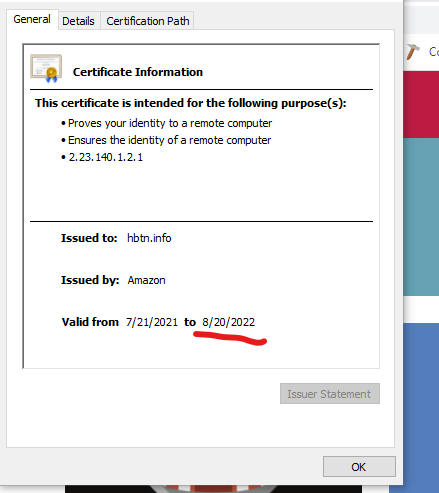 General Details Certification Path
Certificate Information
This certificate is intended for the following purpose(s):
• Proves your identity to a remote computer
• Ensures the identity of a remote computer
• 2.23.140.1.2.1
Issued to: hbtn.info
Issued by: Amazon
Valid from 7/21/2021 to 8/20/2022
Issuer Statement
OK